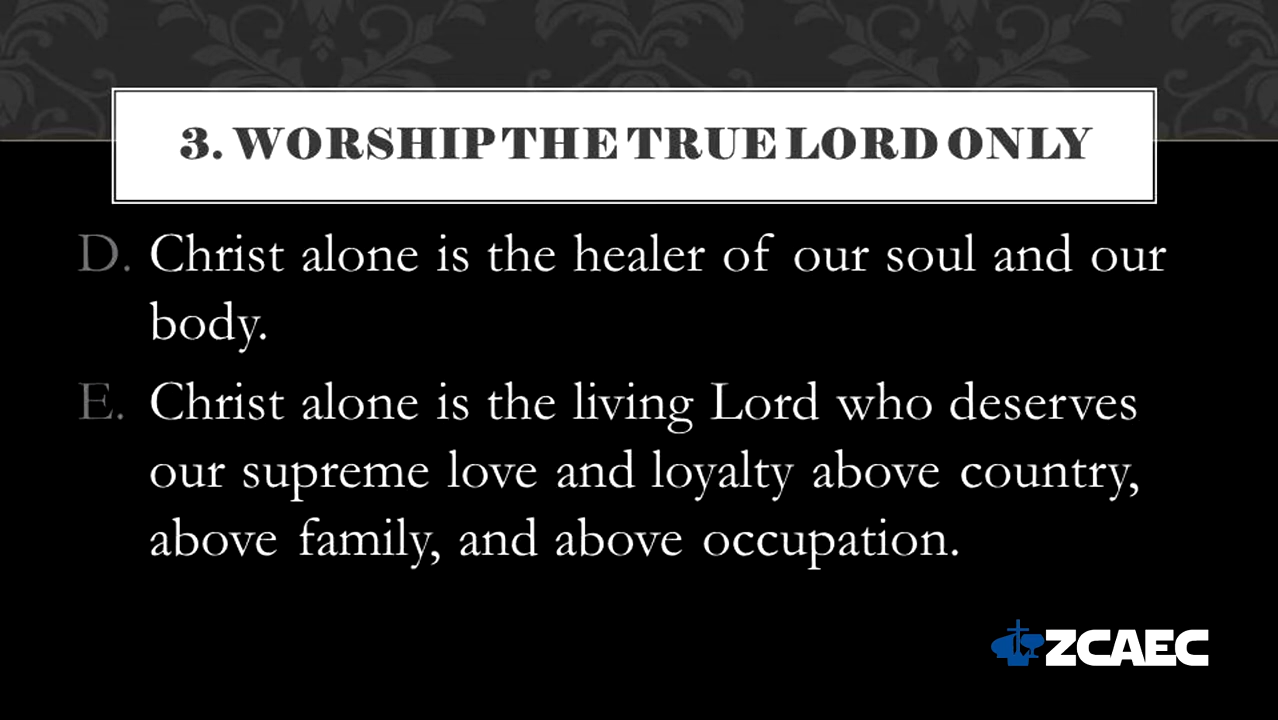 3. WORSHIP THE TRUE LORD ONLY
D. Christ alone is the healer of our soul and our
body.
E. Christ alone is the living Lord who deserves
our supreme love and loyalty above country,
above family, and above occupation.
ZCAEC